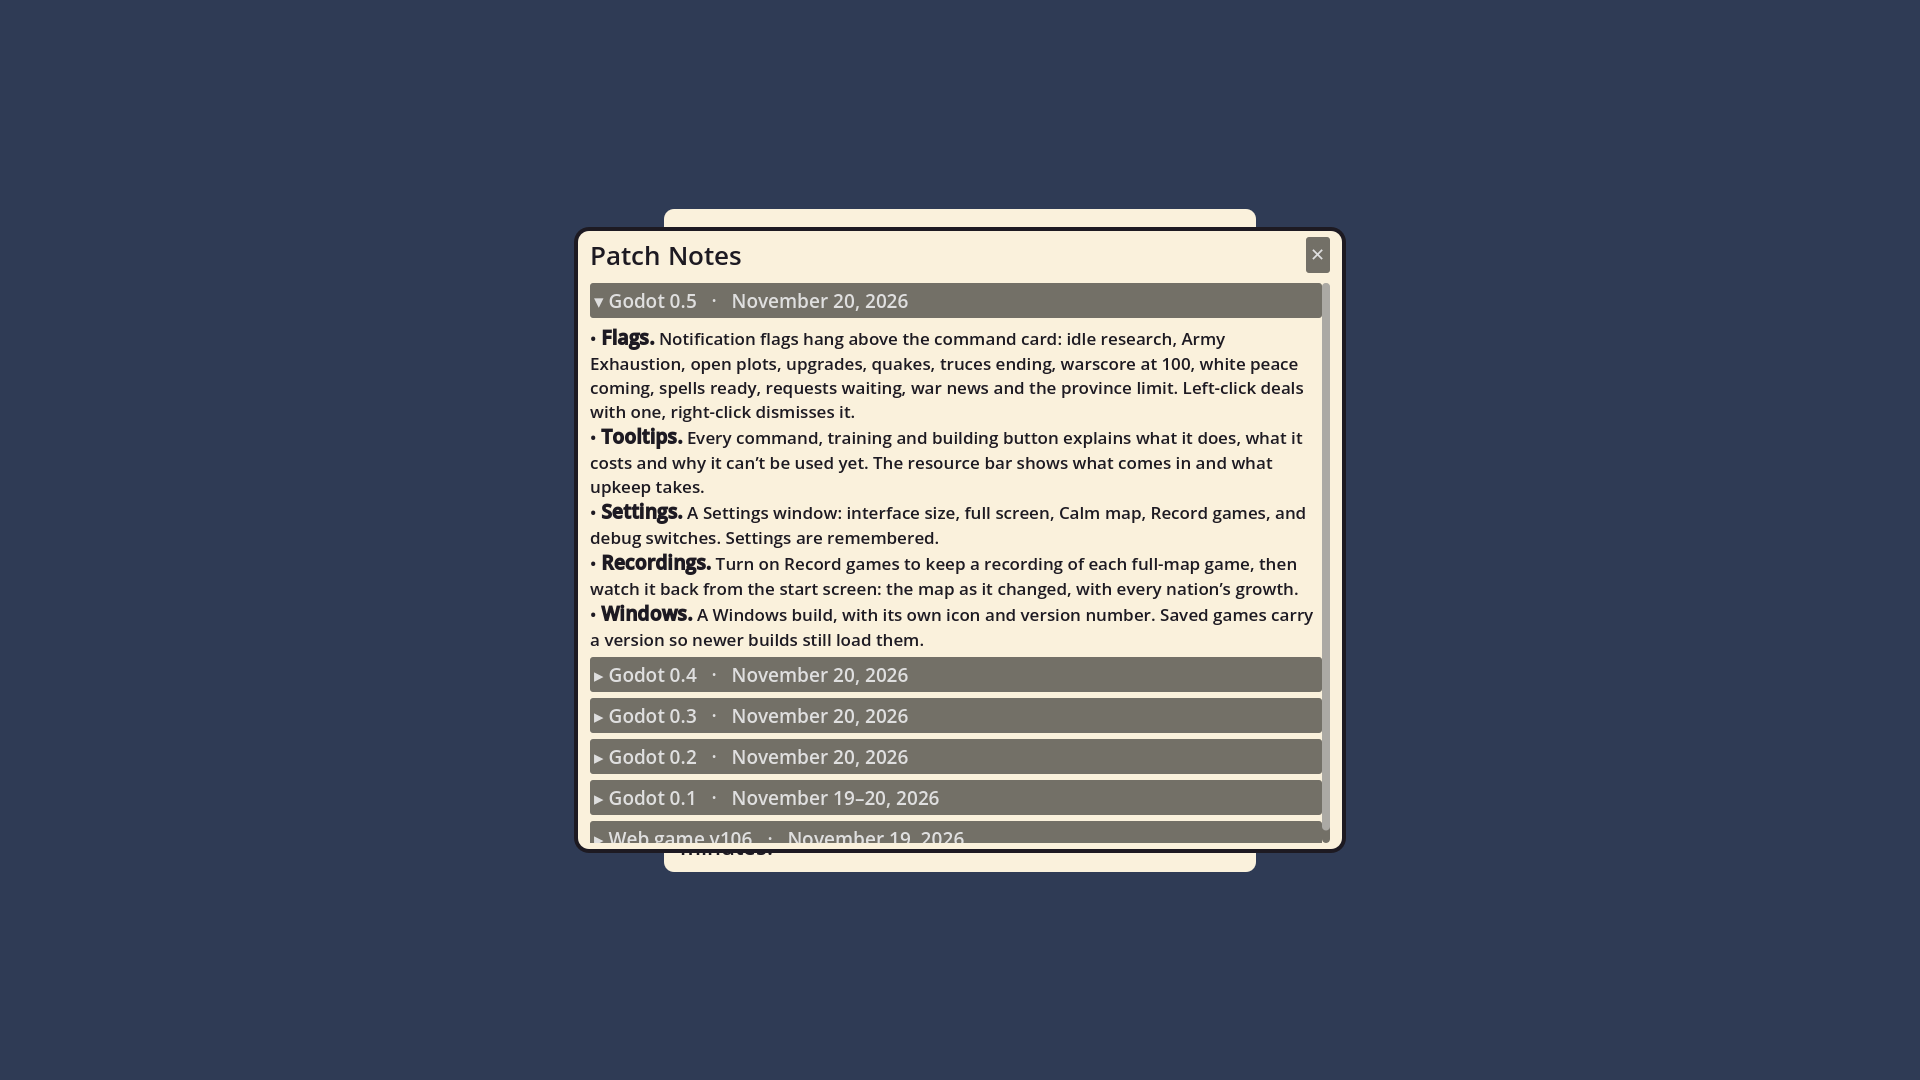 Patch Notes ×
▾ Godot 0.5 · November 20, 2026
• Flags. Notification flags hang above the command card: idle research, Army
Exhaustion, open plots, upgrades, quakes, truces ending, warscore at 100, white peace
coming, spells ready, requests waiting, war news and the province limit. Left-click deals
with one, right-click dismisses it.
• Tooltips. Every command, training and building button explains what it does, what it
costs and why it can’t be used yet. The resource bar shows what comes in and what
upkeep takes.
• Settings. A Settings window: interface size, full screen, Calm map, Record games, and
debug switches. Settings are remembered.
• Recordings. Turn on Record games to keep a recording of each full-map game, then
watch it back from the start screen: the map as it changed, with every nation’s growth.
• Windows. A Windows build, with its own icon and version number. Saved games carry
a version so newer builds still load them.
▸ Godot 0.4 · November 20, 2026
▸ Godot 0.3 · November 20, 2026
▸ Godot 0.2 · November 20, 2026
▸ Godot 0.1 · November 19–20, 2026
▸ Web game v106 · November 19, 2026
minutes.